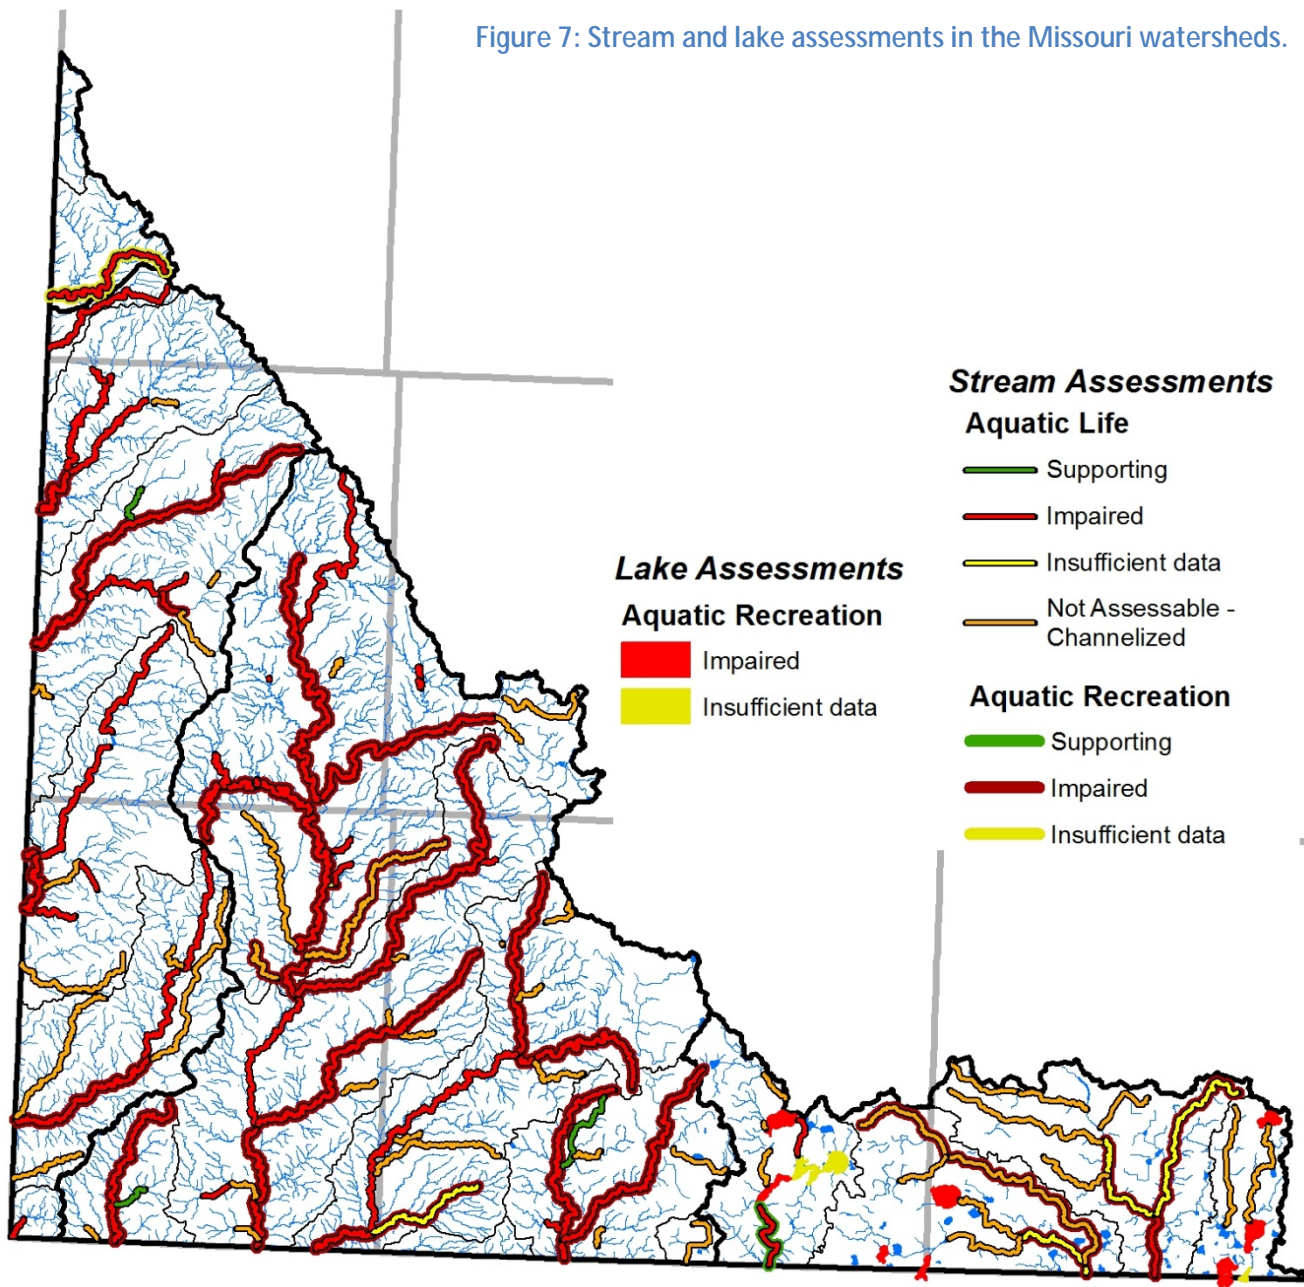 Figure 7: Stream and lake assessments in the Missouri watersheds.
Stream Assessments
Aquatic Life
Supporting
Impaired
Insufficient data
Not Assessable -
Channelized
Aquatic Recreation
Supporting
Impaired
Insufficient data
Lake Assessments
Aquatic Recreation
Impaired
Insufficient data